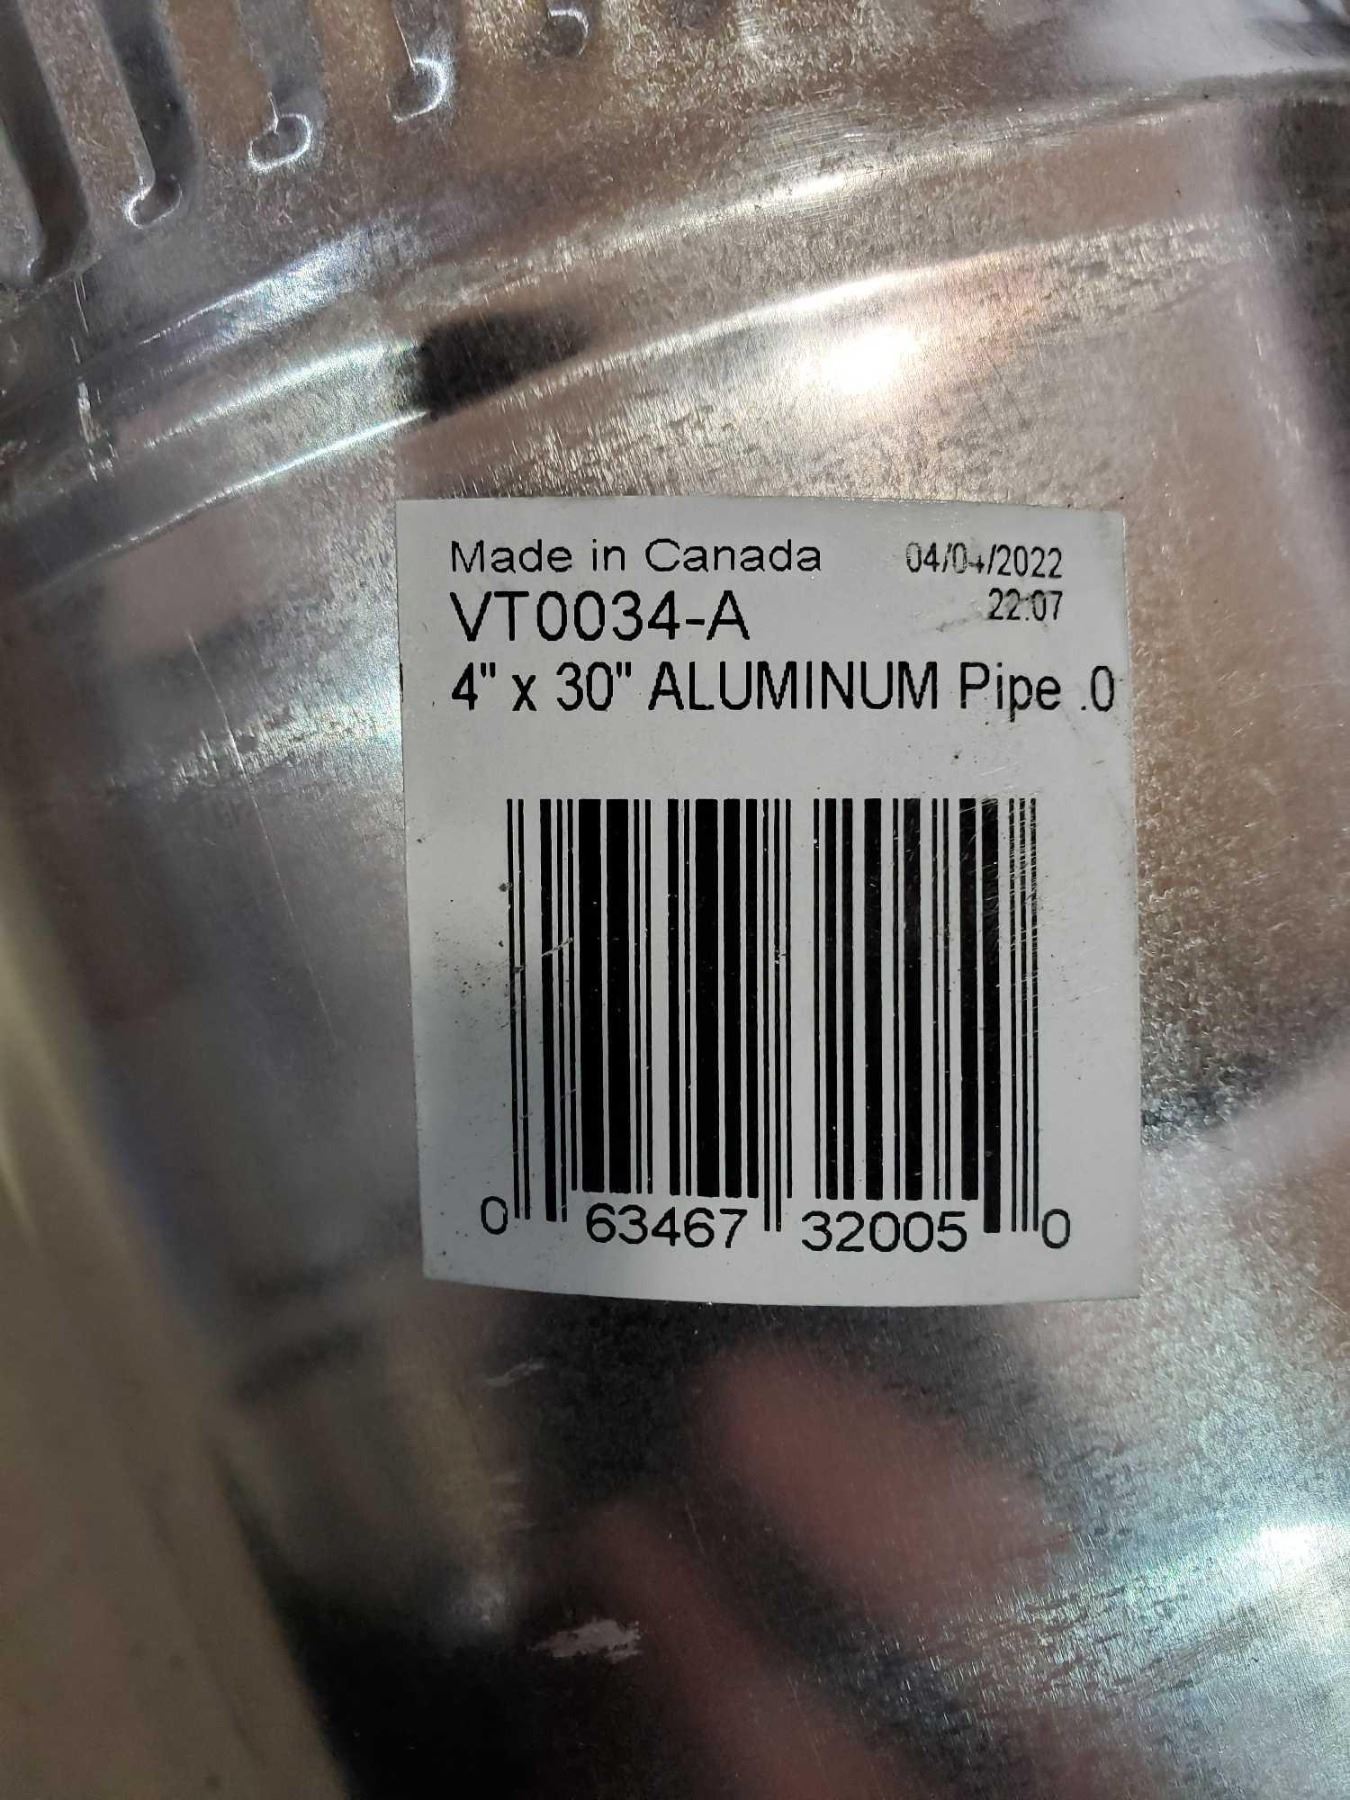 Made in Canada 04/04/2022
VT0034-A 22:07
4" x 30" ALUMINUM Pipe .0
0 63467 32005 0